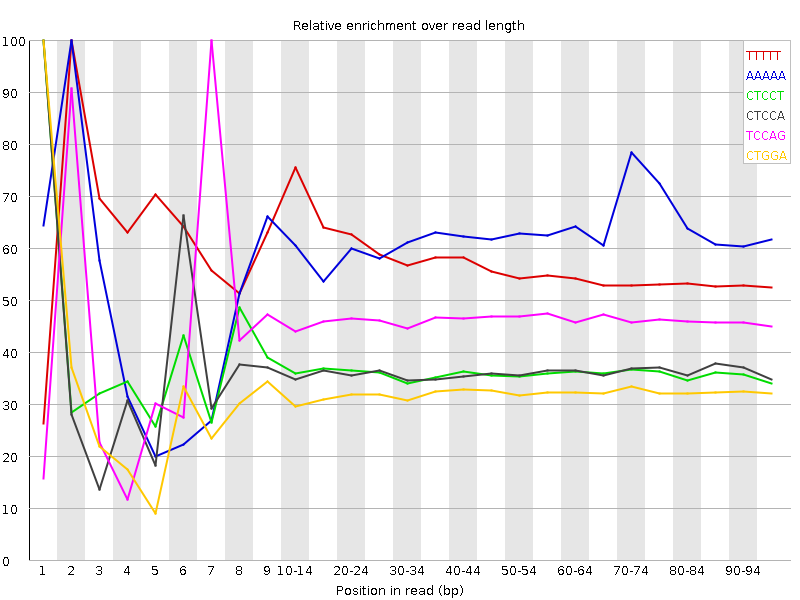 Relative enrichment over read length
100
90
80
70
60
50
40
30
20
10
0
TTTTT
AAAAA
CTCCT
CTCCA
TCCAG
CTGGA
1 2 3 4 5 6 7 8 9 10-14 20-24 30-34 40-44 50-54 60-64 70-74 80-84 90-94
Position in read (bp)